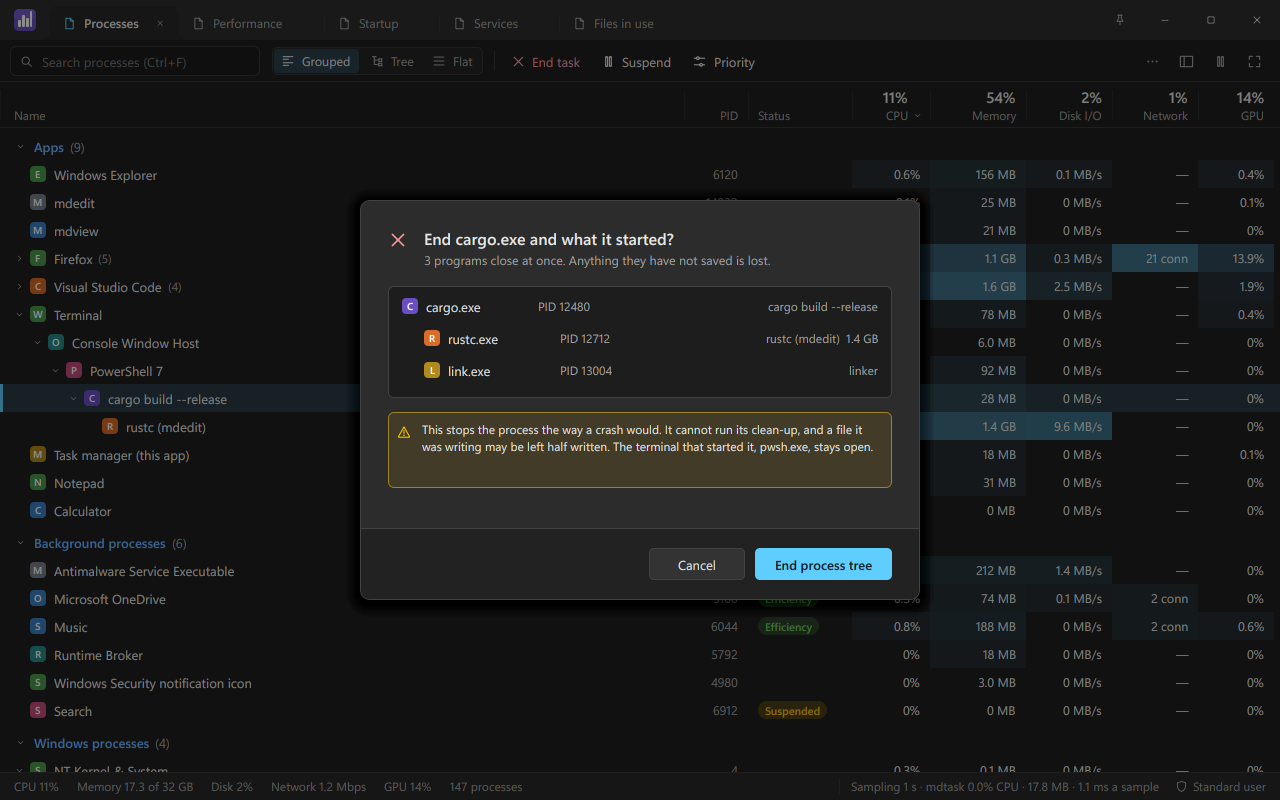 Processes × Performance Startup Services Files in use
Search processes (Ctrl+F) Grouped Tree Flat End task Suspend Priority
11% 54% 2% 1% 14%
Name PID Status CPU Memory Disk I/O Network GPU
Apps (9)
E Windows Explorer 6120 0.6% 156 MB 0.1 MB/s — 0.4%
M mdedit 25 MB 0 MB/s — 0.1%
M mdview 21 MB 0 MB/s — 0%
F Firefox (5) 1.1 GB 0.3 MB/s 21 conn 13.9%
C Visual Studio Code (4) 1.6 GB 2.5 MB/s — 1.9%
W Terminal 78 MB 0 MB/s — 0.4%
O Console Window Host 6.0 MB 0 MB/s — 0%
P PowerShell 7 92 MB 0 MB/s — 0%
C cargo build --release 28 MB 0 MB/s — 0%
R rustc (mdedit) 1.4 GB 9.6 MB/s — 0%
M Task manager (this app) 18 MB 0 MB/s — 0.1%
N Notepad 31 MB 0 MB/s — 0%
C Calculator 0 MB 0 MB/s — 0%
Background processes (6)
M Antimalware Service Executable 212 MB 1.4 MB/s — 0%
O Microsoft OneDrive Efficiency 74 MB 0.1 MB/s 2 conn 0%
S Music 6044 Efficiency 0.8% 188 MB 0 MB/s 2 conn 0.6%
R Runtime Broker 5792 0% 18 MB 0 MB/s — 0%
S Windows Security notification icon 4980 0% 3.0 MB 0 MB/s — 0%
S Search 6912 Suspended 0% 0 MB 0 MB/s — 0%
Windows processes (4)
NT Kernel & System 4 0.3% 0.1 MB 0 MB/s — 0%
End cargo.exe and what it started?
3 programs close at once. Anything they have not saved is lost.
C cargo.exe PID 12480 cargo build --release
R rustc.exe PID 12712 rustc (mdedit) 1.4 GB
L link.exe PID 13004 linker
This stops the process the way a crash would. It cannot run its clean-up, and a file it
was writing may be left half written. The terminal that started it, pwsh.exe, stays open.
Cancel End process tree
CPU 11% Memory 17.3 of 32 GB Disk 2% Network 1.2 Mbps GPU 14% 147 processes Sampling 1 s · mdtask 0.0% CPU · 17.8 MB · 1.1 ms a sample Standard user